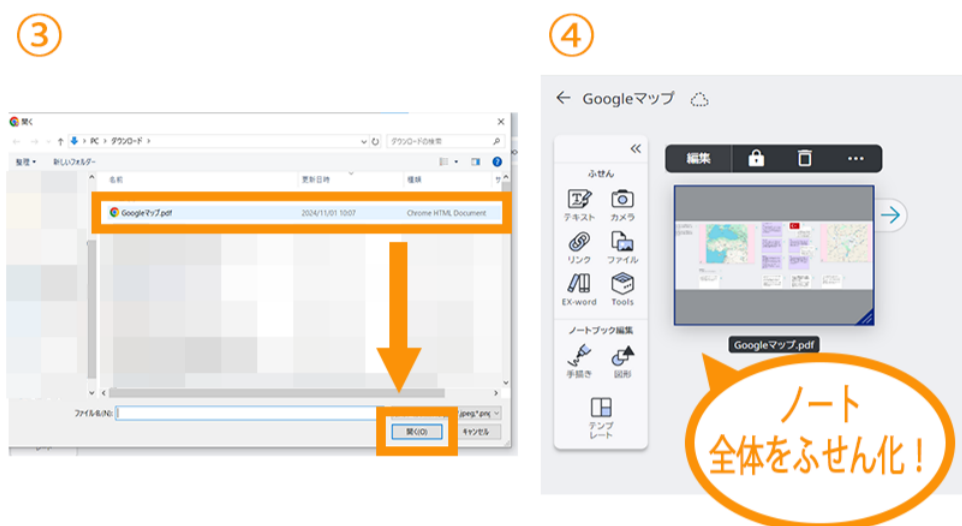 ③
開く
PC › ダウンロード ›
ダウンロードの検索
整理
新しいフォルダー
名前
更新日時
種類
サ
Googleマップ.pdf
2024/11/01 10:07
Chrome HTML Document
ファイル名(N):
開く(O)
キャンセル
④
Googleマップ
ふせん
テキスト
カメラ
リンク
ファイル
EX-word
Tools
ノートブック編集
手描き
図形
テンプ
レート
編集
Googleマップ.pdf
ノート
全体をふせん化！